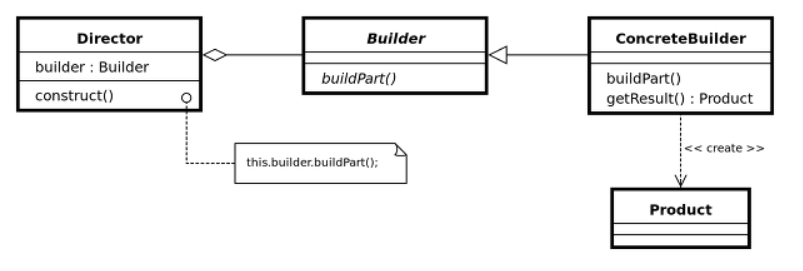 Director
builder : Builder
construct()
this.builder.buildPart();
Builder
buildPart()
ConcreteBuilder
buildPart()
getResult() : Product
<< create >>
Product